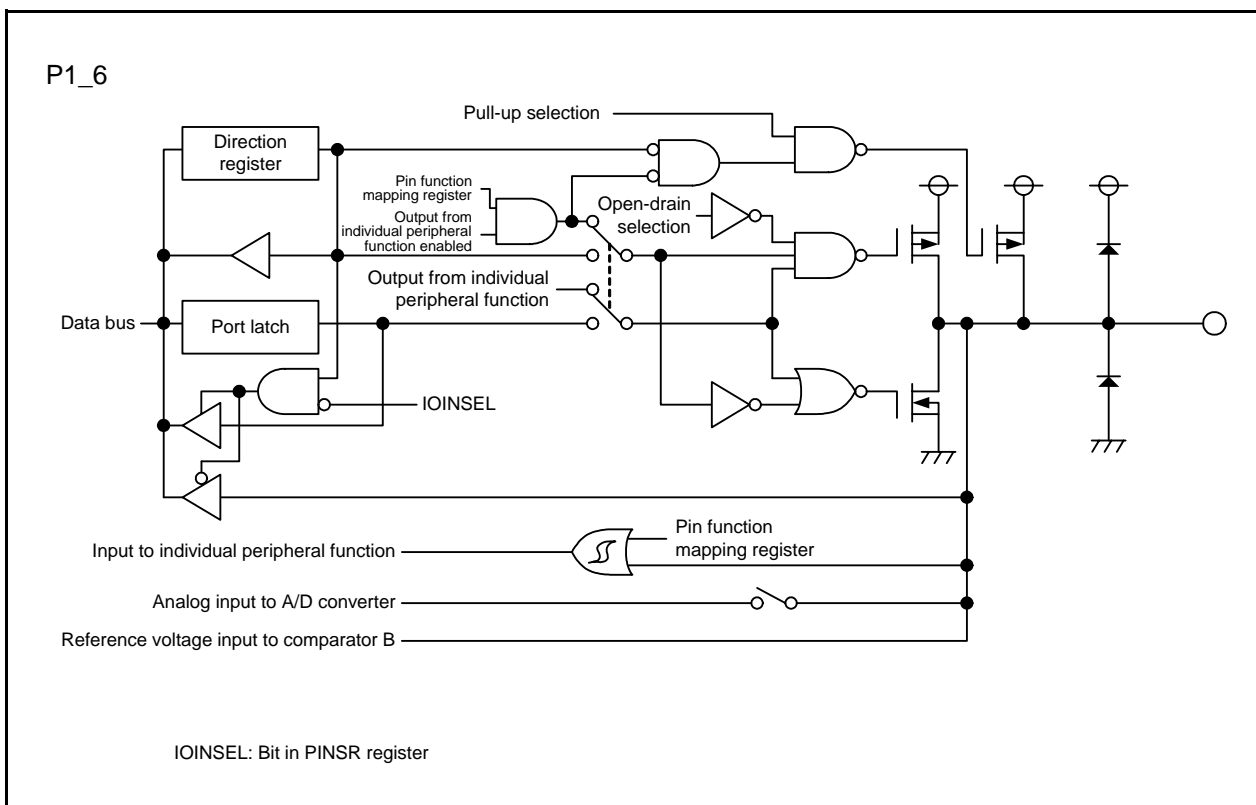 P1_6
Pull-up selection
Direction
register
Pin function
mapping register
Output from
individual peripheral
function enabled
Open-drain
selection
Output from individual
peripheral function
Data bus
Port latch
IOINSEL
Pin function
mapping register
Input to individual peripheral function
Analog input to A/D converter
Reference voltage input to comparator B
IOINSEL: Bit in PINSR register